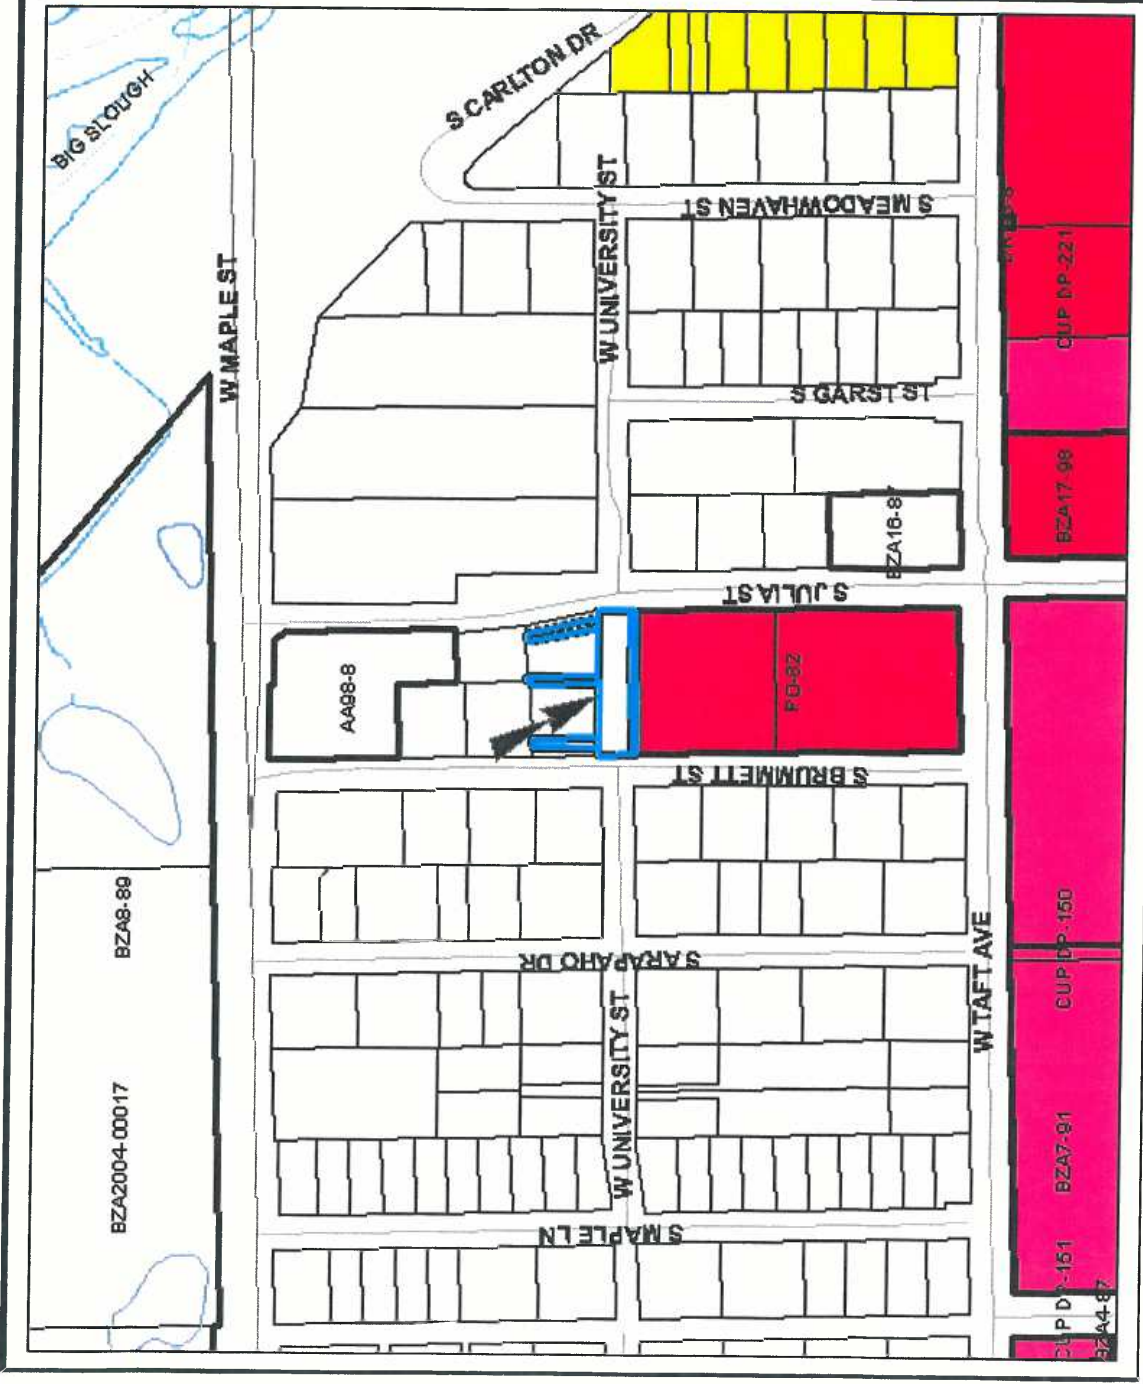 BIG SLOUGH
S CARLTON DR
W MAPLE ST
W UNIVERSITY ST
S MEADOWHAVEN ST
CUP DP-221
S GARST ST
BZA17-98
BZA16-87
S JULIA ST
AA98-8
PO-82
S BRUMMETT ST
BZA8-89
S ARAPAHO DR
CUP DP-150
W TAFT AVE
BZA2004-00017
W UNIVERSITY ST
BZA7-91
S MAPLE LN
CUP DP-151
BZA4-87